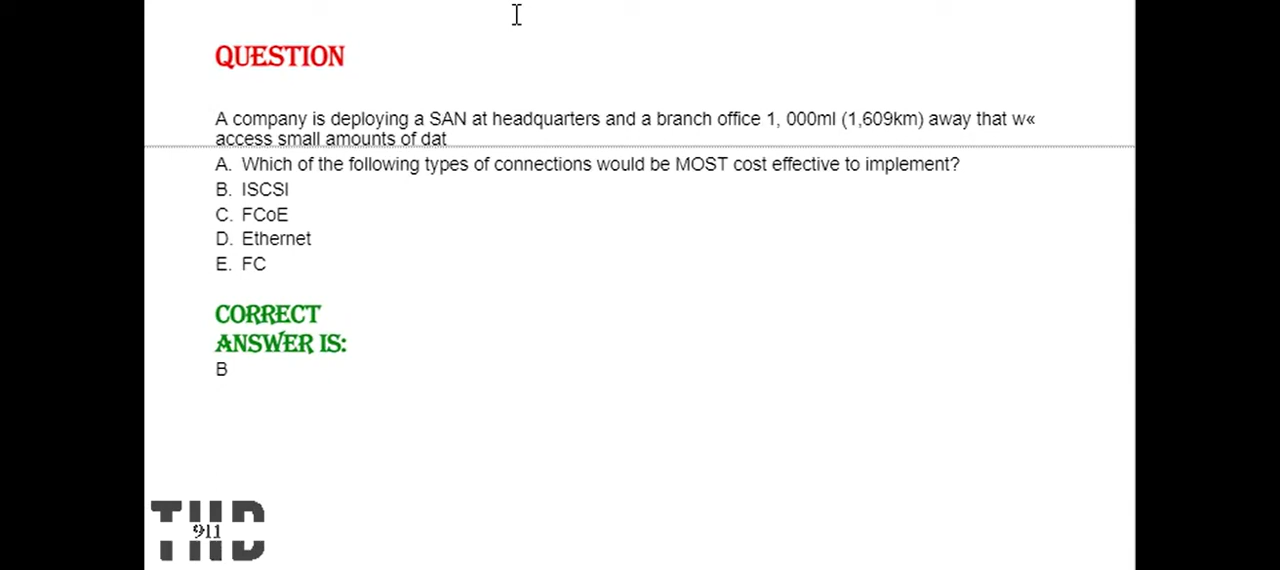 QUESTION
A company is deploying a SAN at headquarters and a branch office 1, 000ml (1,609km) away that w«
access small amounts of dat
A. Which of the following types of connections would be MOST cost effective to implement?
B. ISCSI
C. FCoE
D. Ethernet
E. FC
CORRECT
ANSWER IS:
B
THD
911